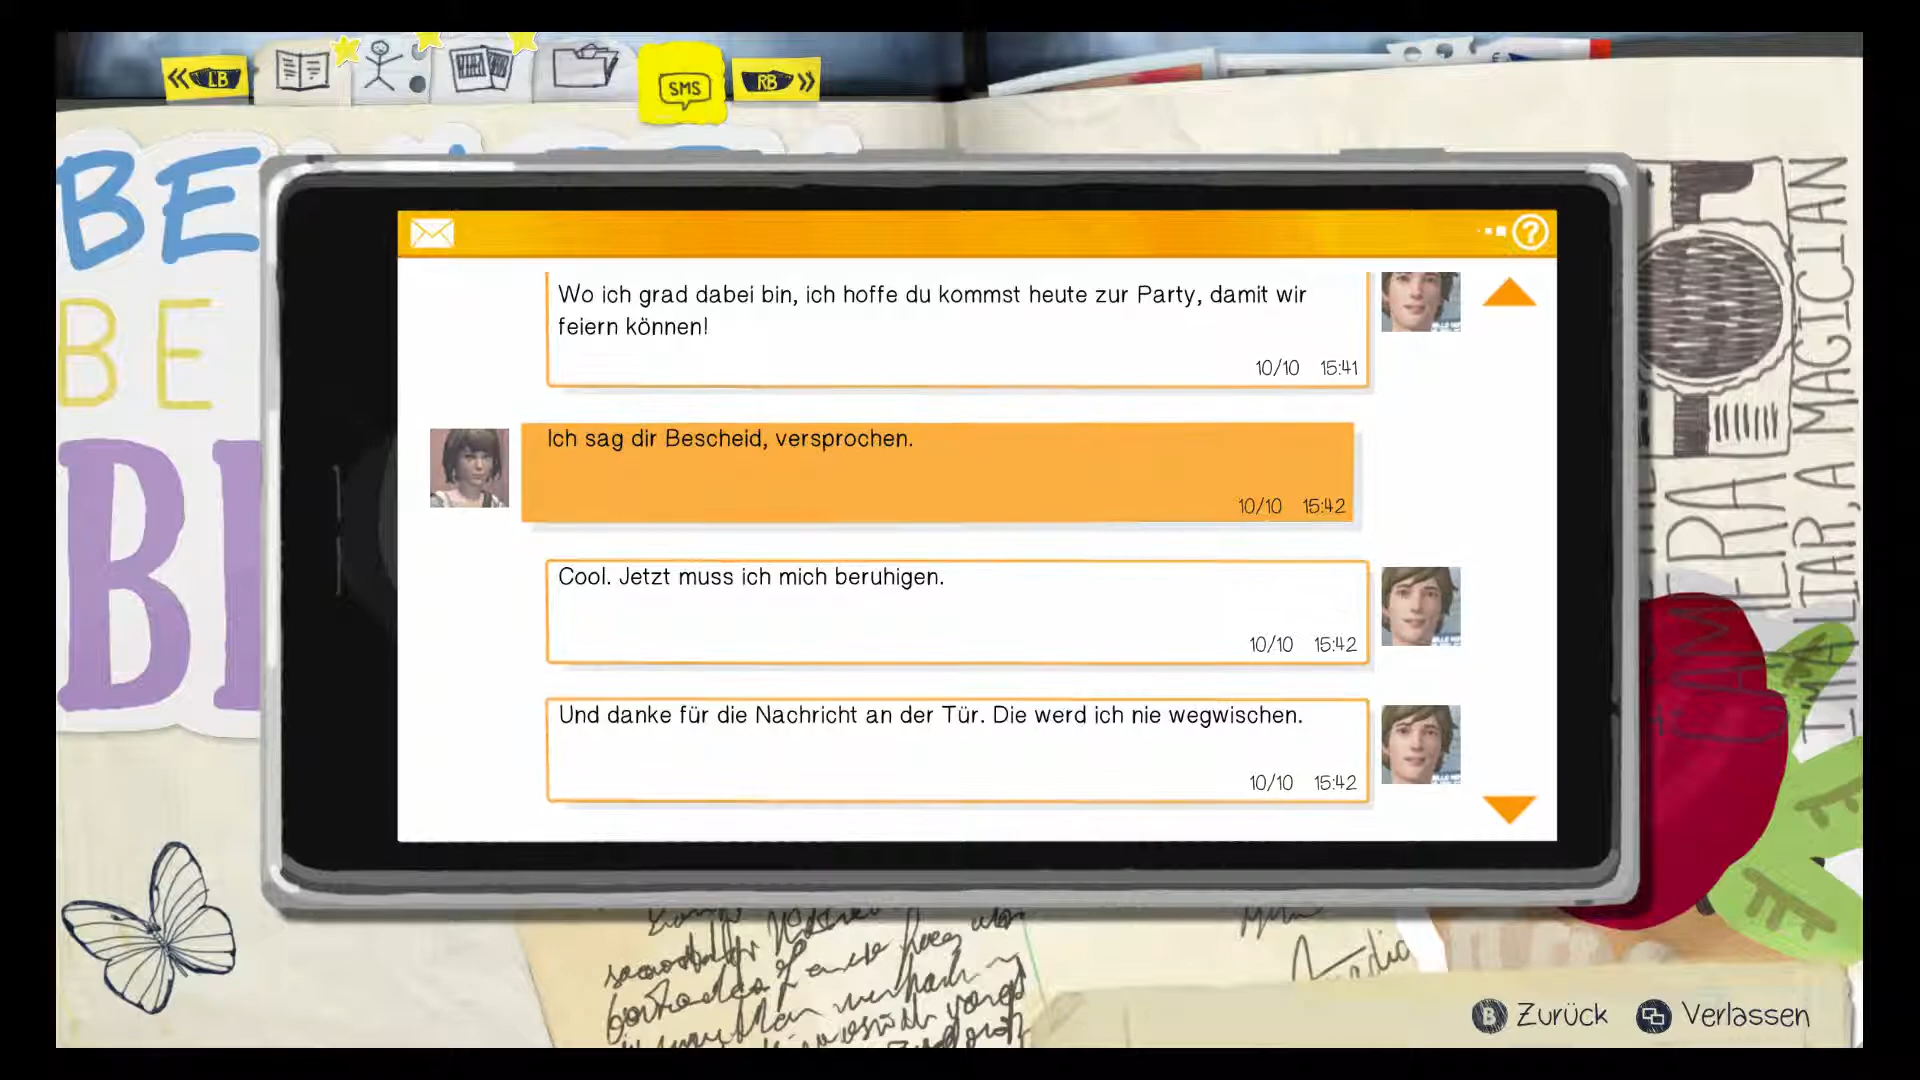 LB
SMS
RB
BE
BE
Wo ich grad dabei bin, ich hoffe du kommst heute zur Party, damit wir
feiern können!
10/10 15:41
Ich sag dir Bescheid, versprochen.
10/10 15:42
Cool. Jetzt muss ich mich beruhigen.
10/10 15:42
Und danke für die Nachricht an der Tür. Die werd ich nie wegwischen.
10/10 15:42
LIAR, A MAGICIAN
B Zurück
Verlassen